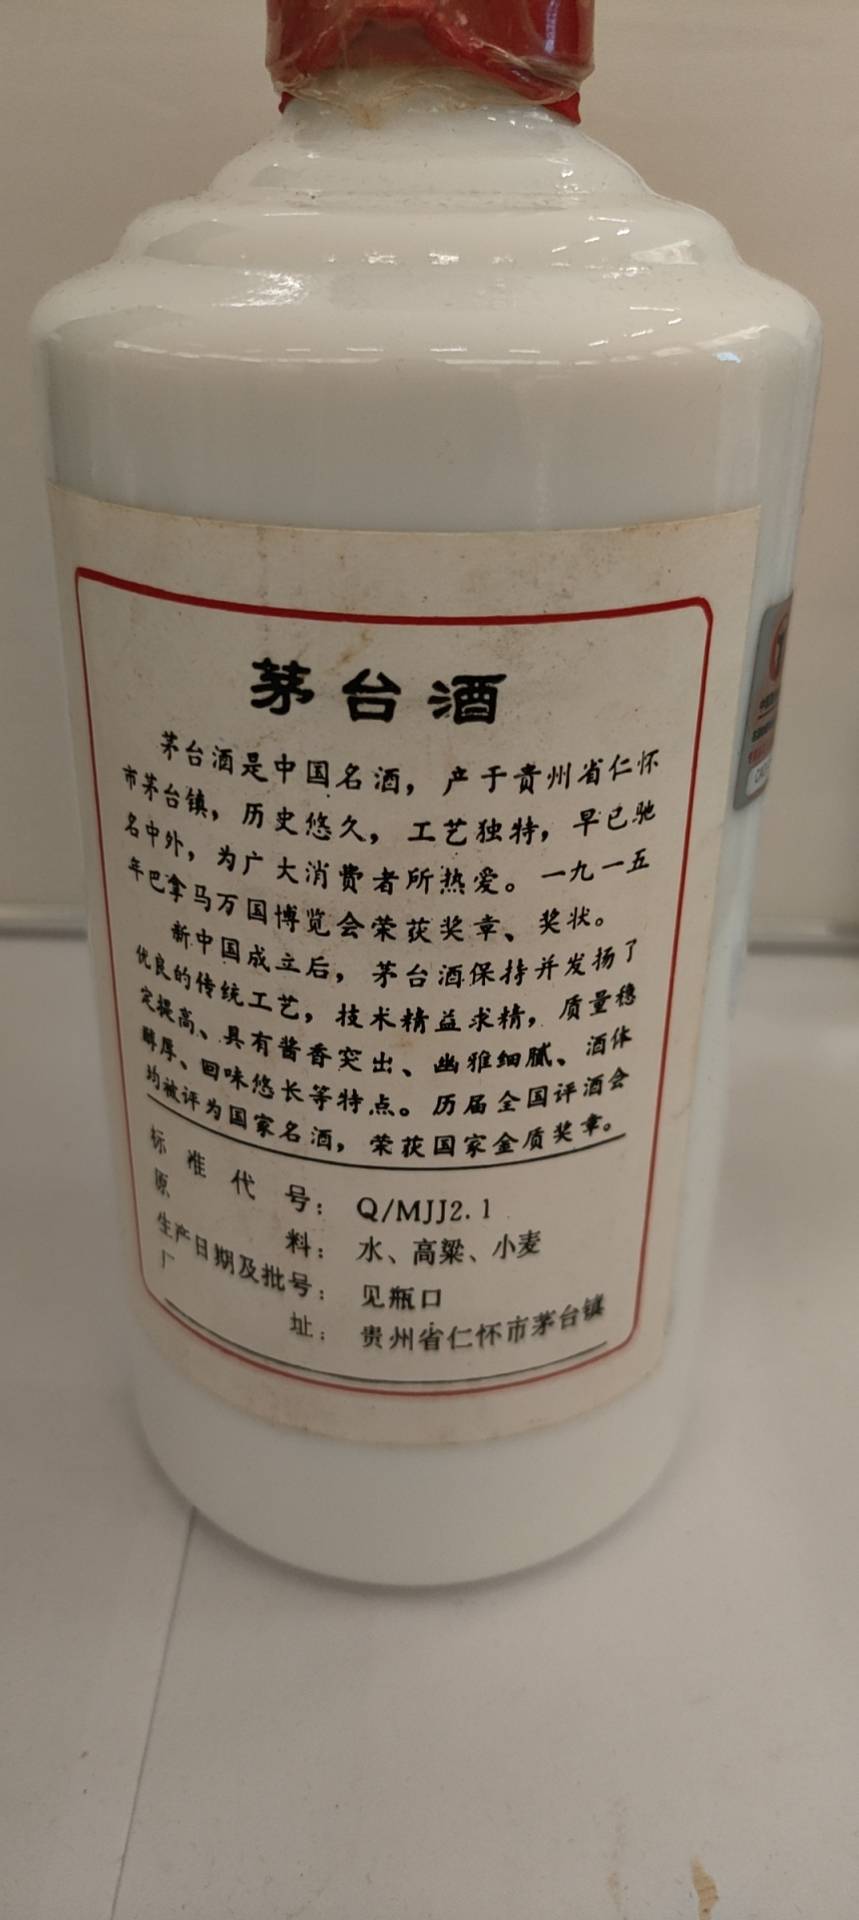 茅台酒
茅台酒是中国名酒，产于贵州省仁怀
市茅台镇，历史悠久，工艺独特，早已驰
名中外，为广大消费者所热爱。一九一五
年巴拿马万国博览会荣获奖章、奖状。
新中国成立后，茅台酒保持并发扬了
优良的传统工艺，技术精益求精，质量稳
定提高、具有酱香突出、幽雅细腻、酒体
醇厚、回味悠长等特点。历届全国评酒会
均被评为国家名酒，荣获国家金质奖章。
标准代号：Q/MJJ2.1
原料：水、高粱、小麦
生产日期及批号：见瓶口
厂址：贵州省仁怀市茅台镇